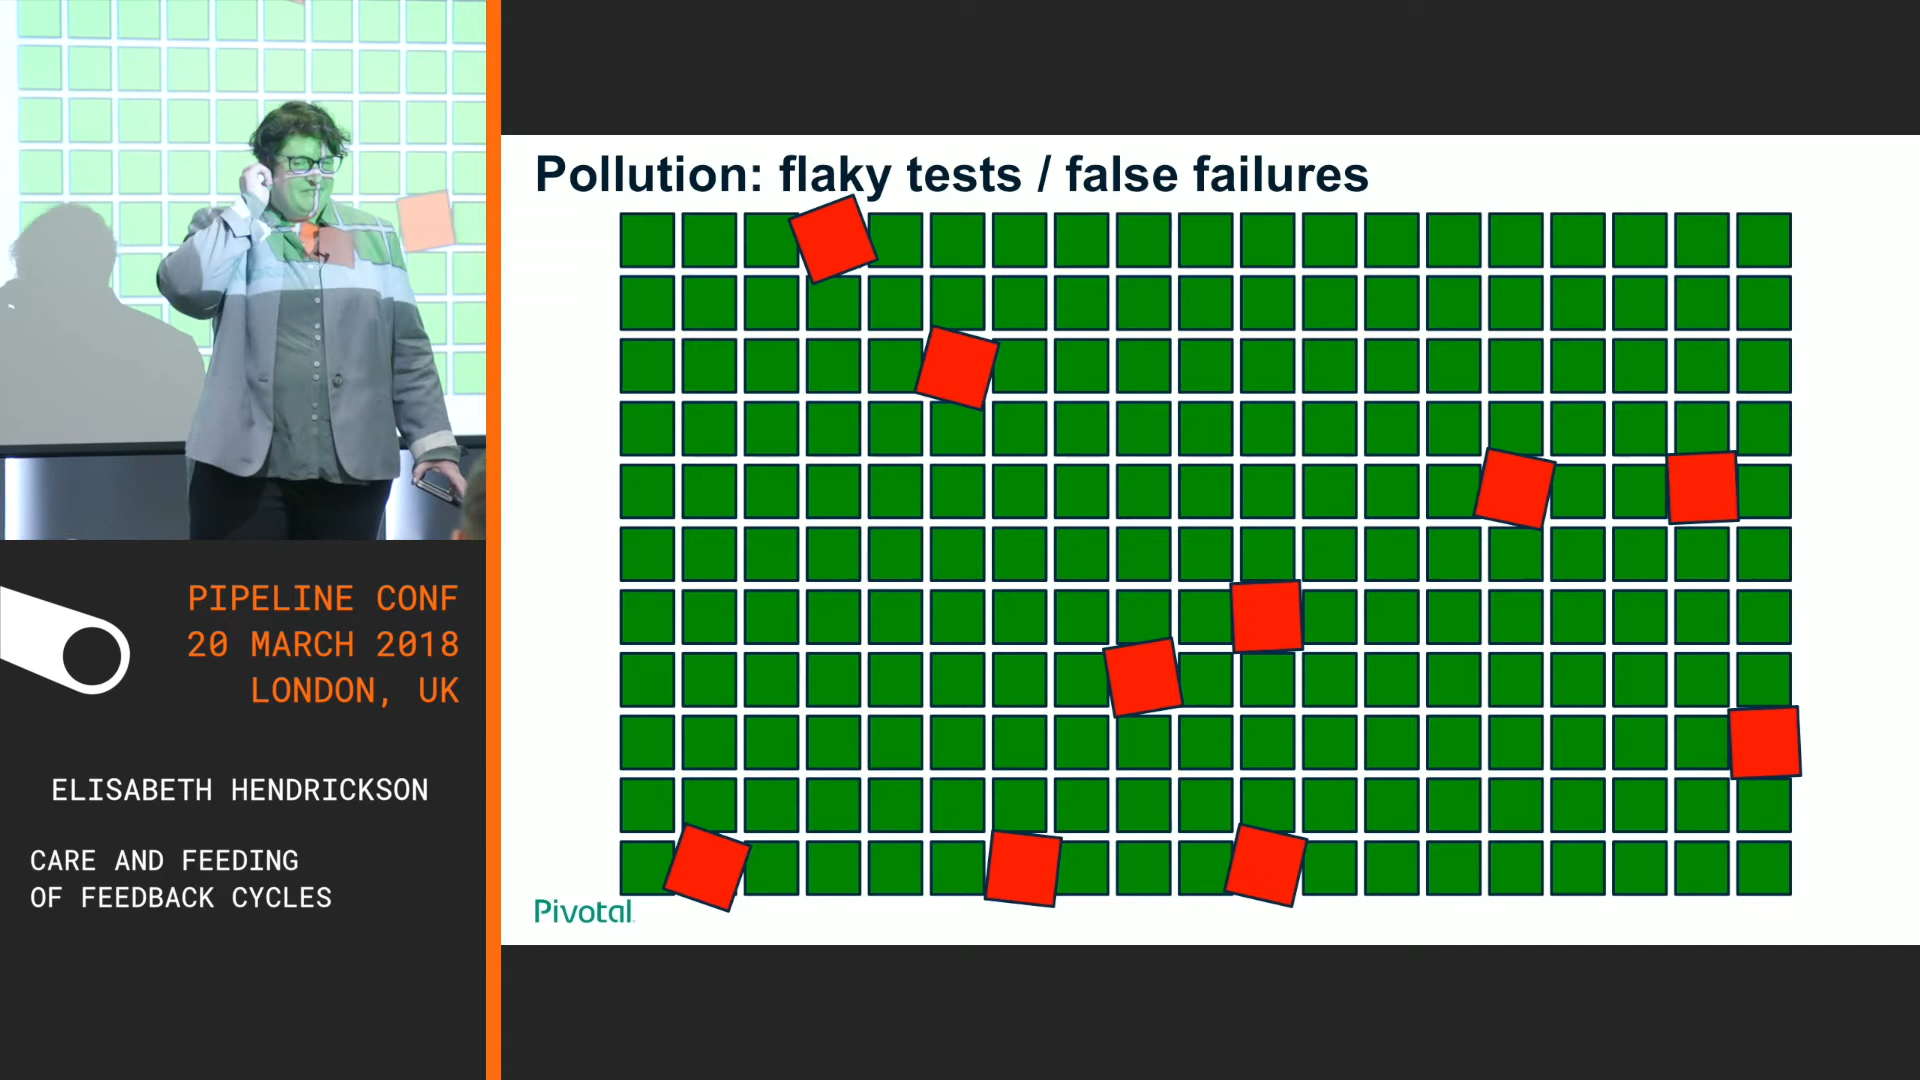 PIPELINE CONF
20 MARCH 2018
LONDON, UK
ELISABETH HENDRICKSON
CARE AND FEEDING
OF FEEDBACK CYCLES
Pollution: flaky tests / false failures
Pivotal